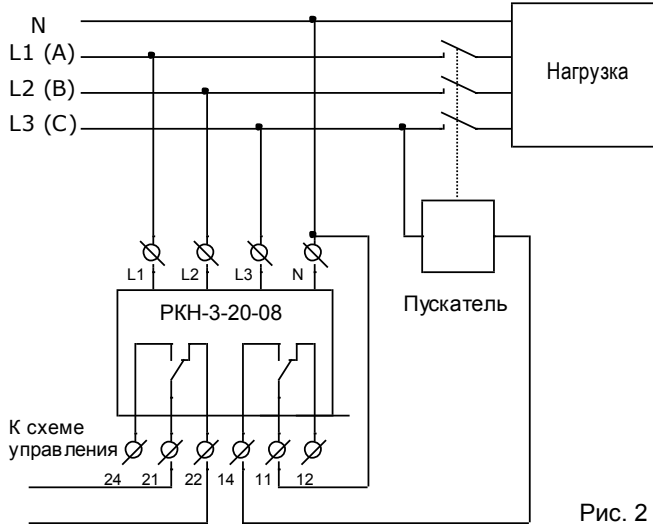 N
L1 (A)
L2 (B)
L3 (C)
Нагрузка
L1 L2 L3 N
РКН-3-20-08
Пускатель
К схеме
управления
24 21 22 14 11 12
Рис. 2